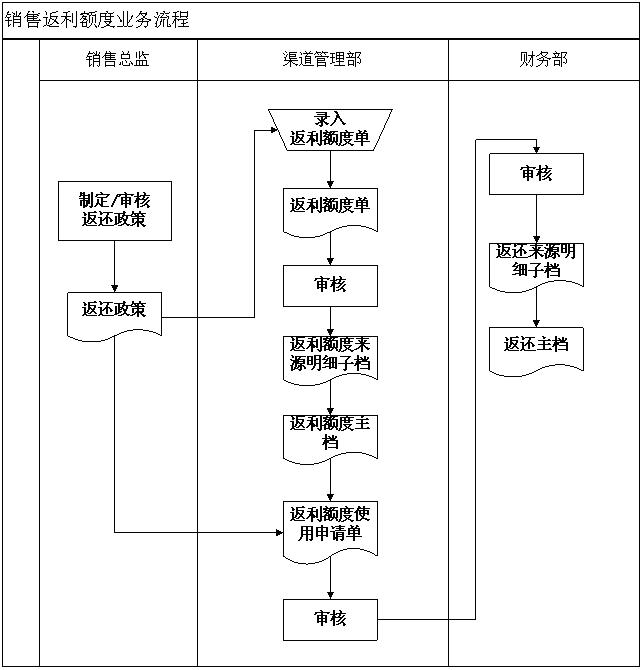 销售返利额度业务流程
销售总监
渠道管理部
财务部
制定/审核
返还政策
返还政策
录入
返利额度单
返利额度单
审核
返利额度来
源明细子档
返利额度主
档
返利额度使
用申请单
审核
审核
返还来源明
细子档
返还主档